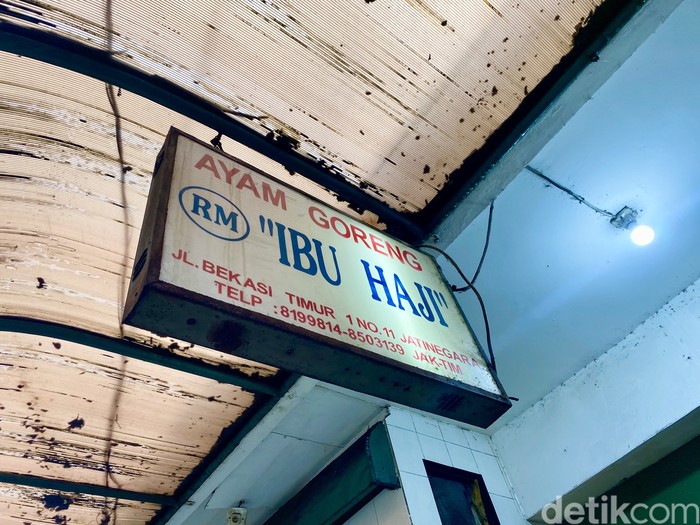 AYAM GORENG
RM "IBU HAJI"
JL. BEKASI TIMUR 1 NO.11 JATINEGARA
TELP : 8199814-8503139 JAK-TIM
detikcom